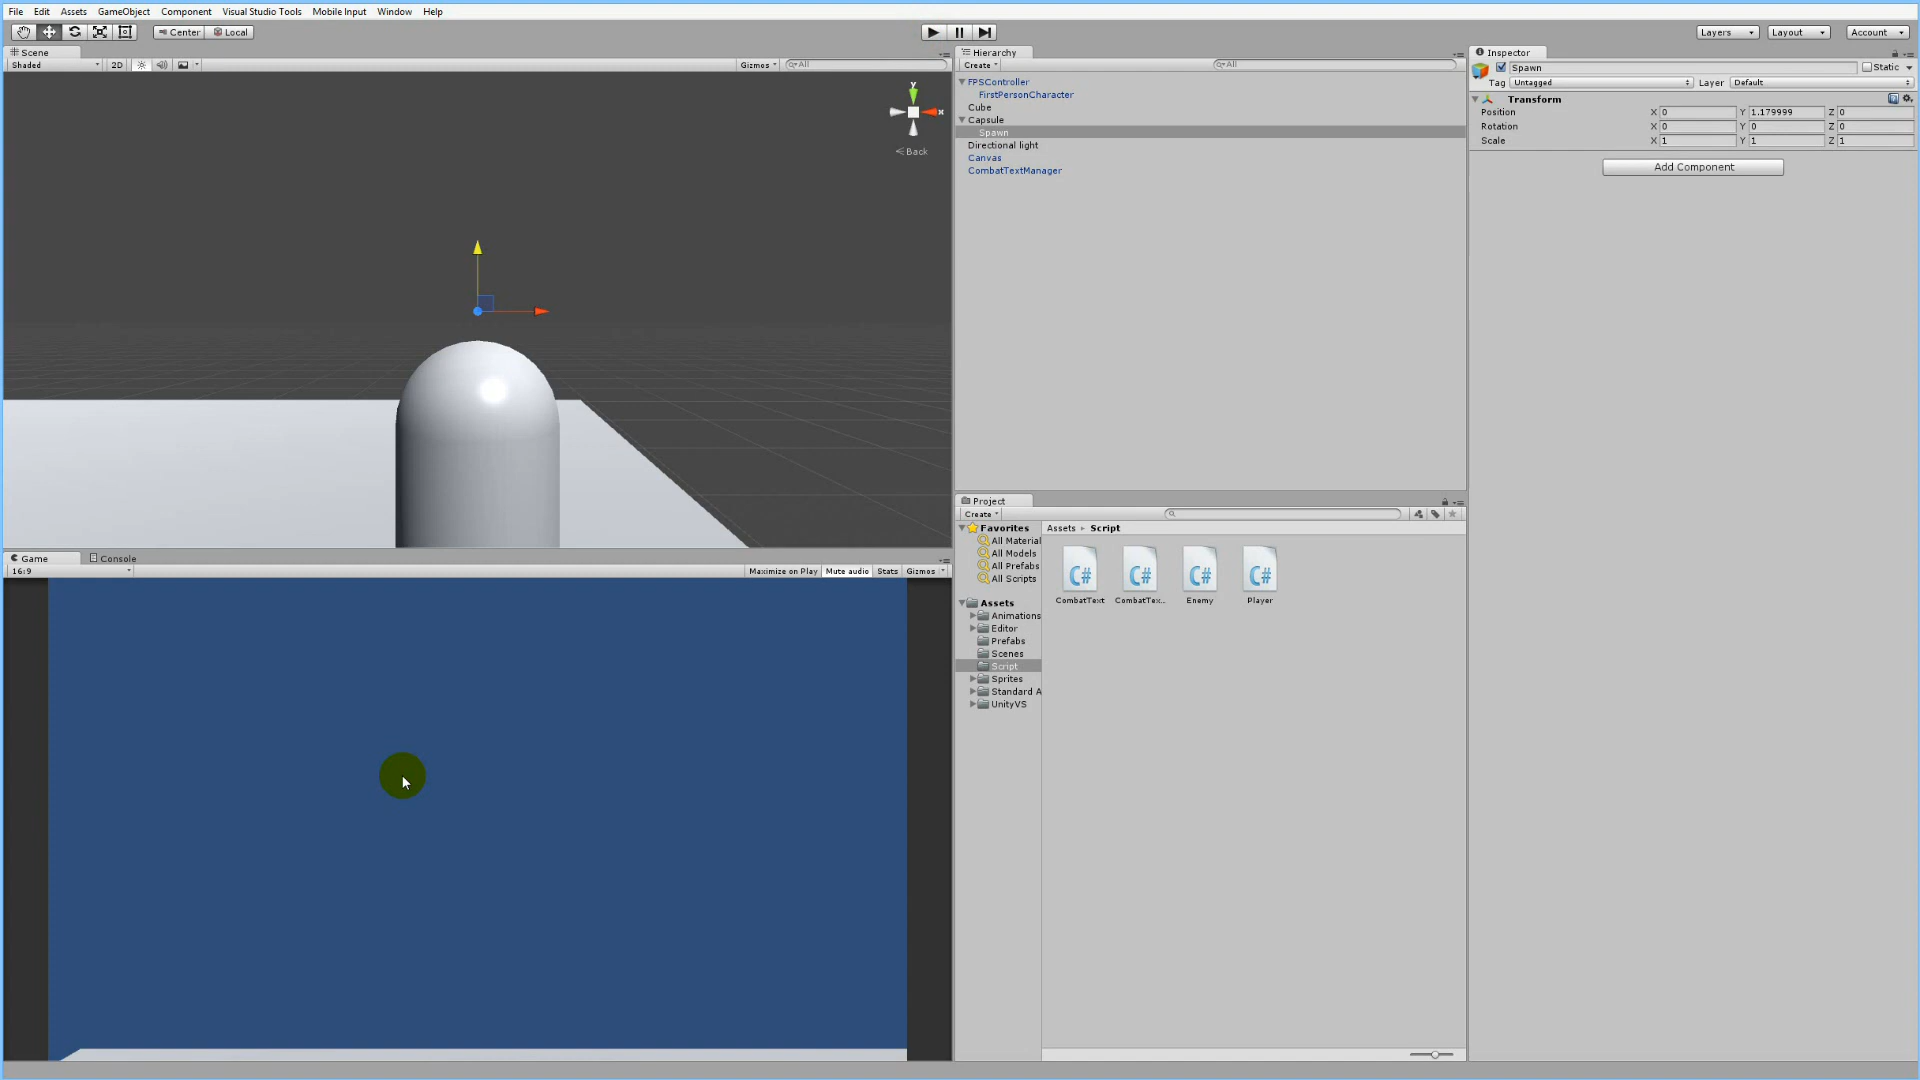 File Edit Assets GameObject Component Visual Studio Tools Mobile Input Window Help
Center Local Layers Layout Account
Scene
Shaded 2D Gizmos All
y
x
Back
Game Console
16:9 Maximize on Play Mute audio Stats Gizmos
Hierarchy
Create All
FPSController
FirstPersonCharacter
Cube
Capsule
Spawn
Directional light
Canvas
CombatTextManager
Project
Create
Favorites
All Material
All Models
All Prefabs
All Scripts
Assets
Animations
Editor
Prefabs
Scenes
Script
Sprites
Standard A
UnityVS
Assets Script
C# C# C# C#
CombatText CombatTex... Enemy Player
Inspector
Spawn Static
Tag Untagged Layer Default
Transform
Position X 0 Y 1.179999 Z 0
Rotation X 0 Y 0 Z 0
Scale X 1 Y 1 Z 1
Add Component